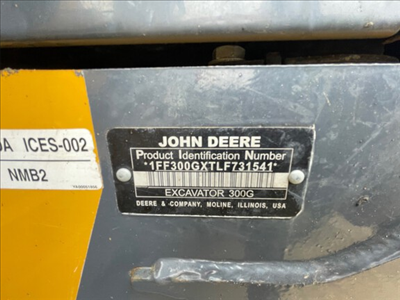 DA ICES-002
NMB2
JOHN DEERE
Product Identification Number
*1FF300GXTLF731541*
EXCAVATOR 300G
DEERE & COMPANY, MOLINE, ILLINOIS, USA